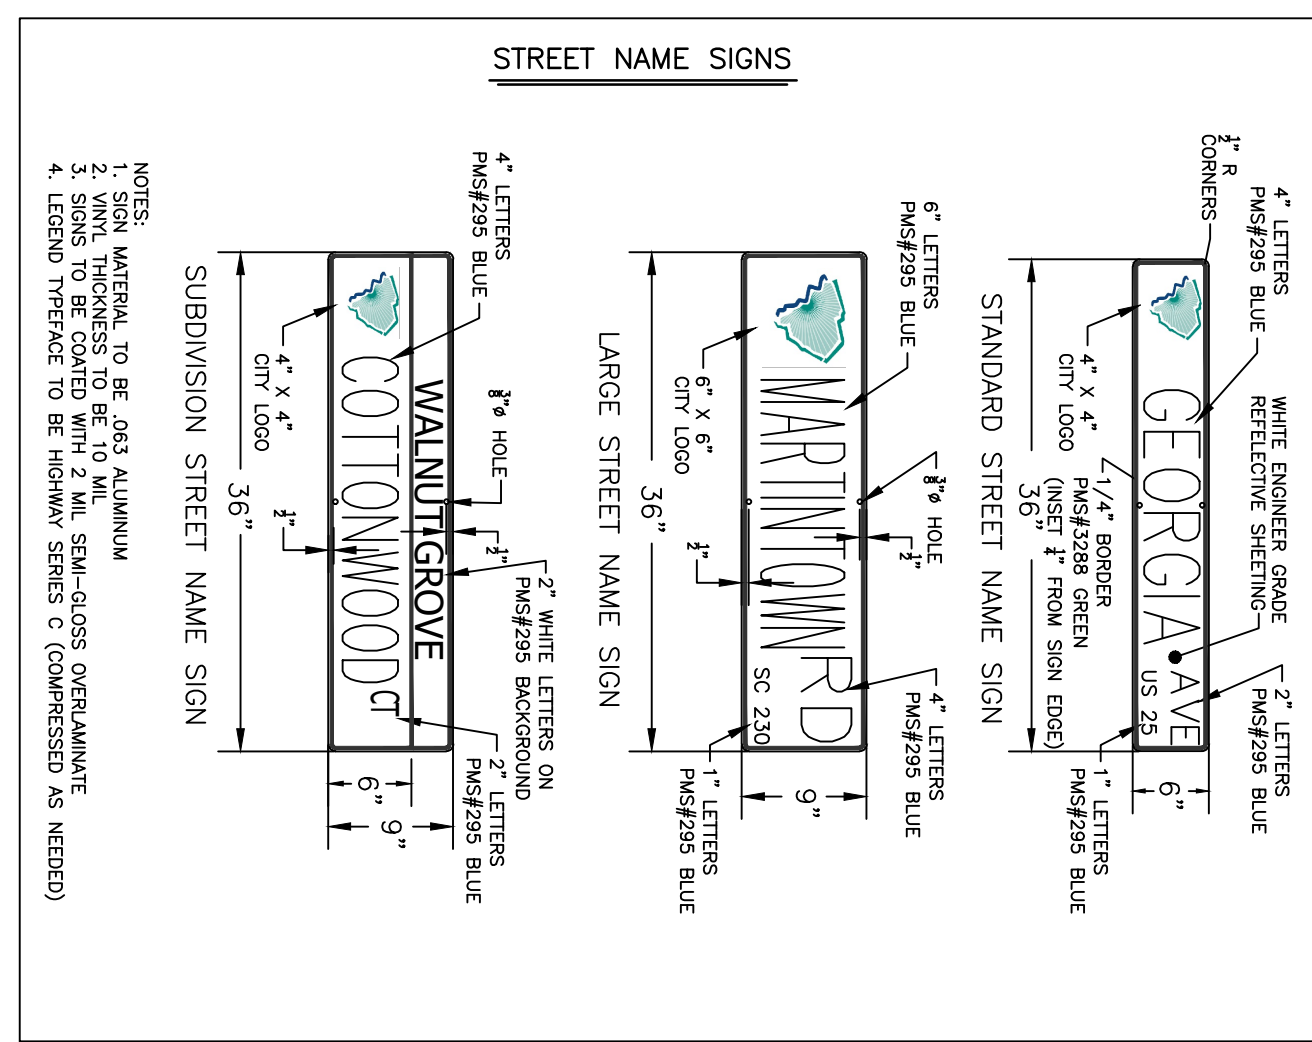 STREET NAME SIGNS
½" R
CORNERS
4" LETTERS
PMS#295 BLUE
WHITE ENGINEER GRADE
REFELECTIVE SHEETING
2" LETTERS
PMS#295 BLUE
GEORGIA AVE
US 25
6"
4" X 4"
CITY LOGO
1/4" BORDER
PMS#3288 GREEN
(INSET ¼" FROM SIGN EDGE)
1" LETTERS
PMS#295 BLUE
36"
STANDARD STREET NAME SIGN
6" LETTERS
PMS#295 BLUE
⅜"ø HOLE
½"
4" LETTERS
PMS#295 BLUE
MARTINTOWN RD
SC 230
9"
6" X 6"
CITY LOGO
½"
1" LETTERS
PMS#295 BLUE
36"
LARGE STREET NAME SIGN
4" LETTERS
PMS#295 BLUE
⅜"ø HOLE
½"
2" WHITE LETTERS ON
PMS#295 BACKGROUND
2" LETTERS
PMS#295 BLUE
WALNUT GROVE
COTTONWOOD CT
6"
9"
4" X 4"
CITY LOGO
½"
36"
SUBDIVISION STREET NAME SIGN
NOTES:
1. SIGN MATERIAL TO BE .063 ALUMINUM
2. VINYL THICKNESS TO BE 10 MIL
3. SIGNS TO BE COATED WITH 2 MIL SEMI-GLOSS OVERLAMINATE
4. LEGEND TYPEFACE TO BE HIGHWAY SERIES C (COMPRESSED AS NEEDED)